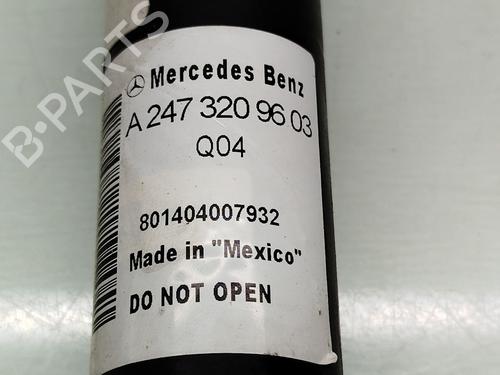 B-PARTS
Mercedes Benz
A 247 320 96 03
Q04
801404007932
Made in "Mexico"
DO NOT OPEN